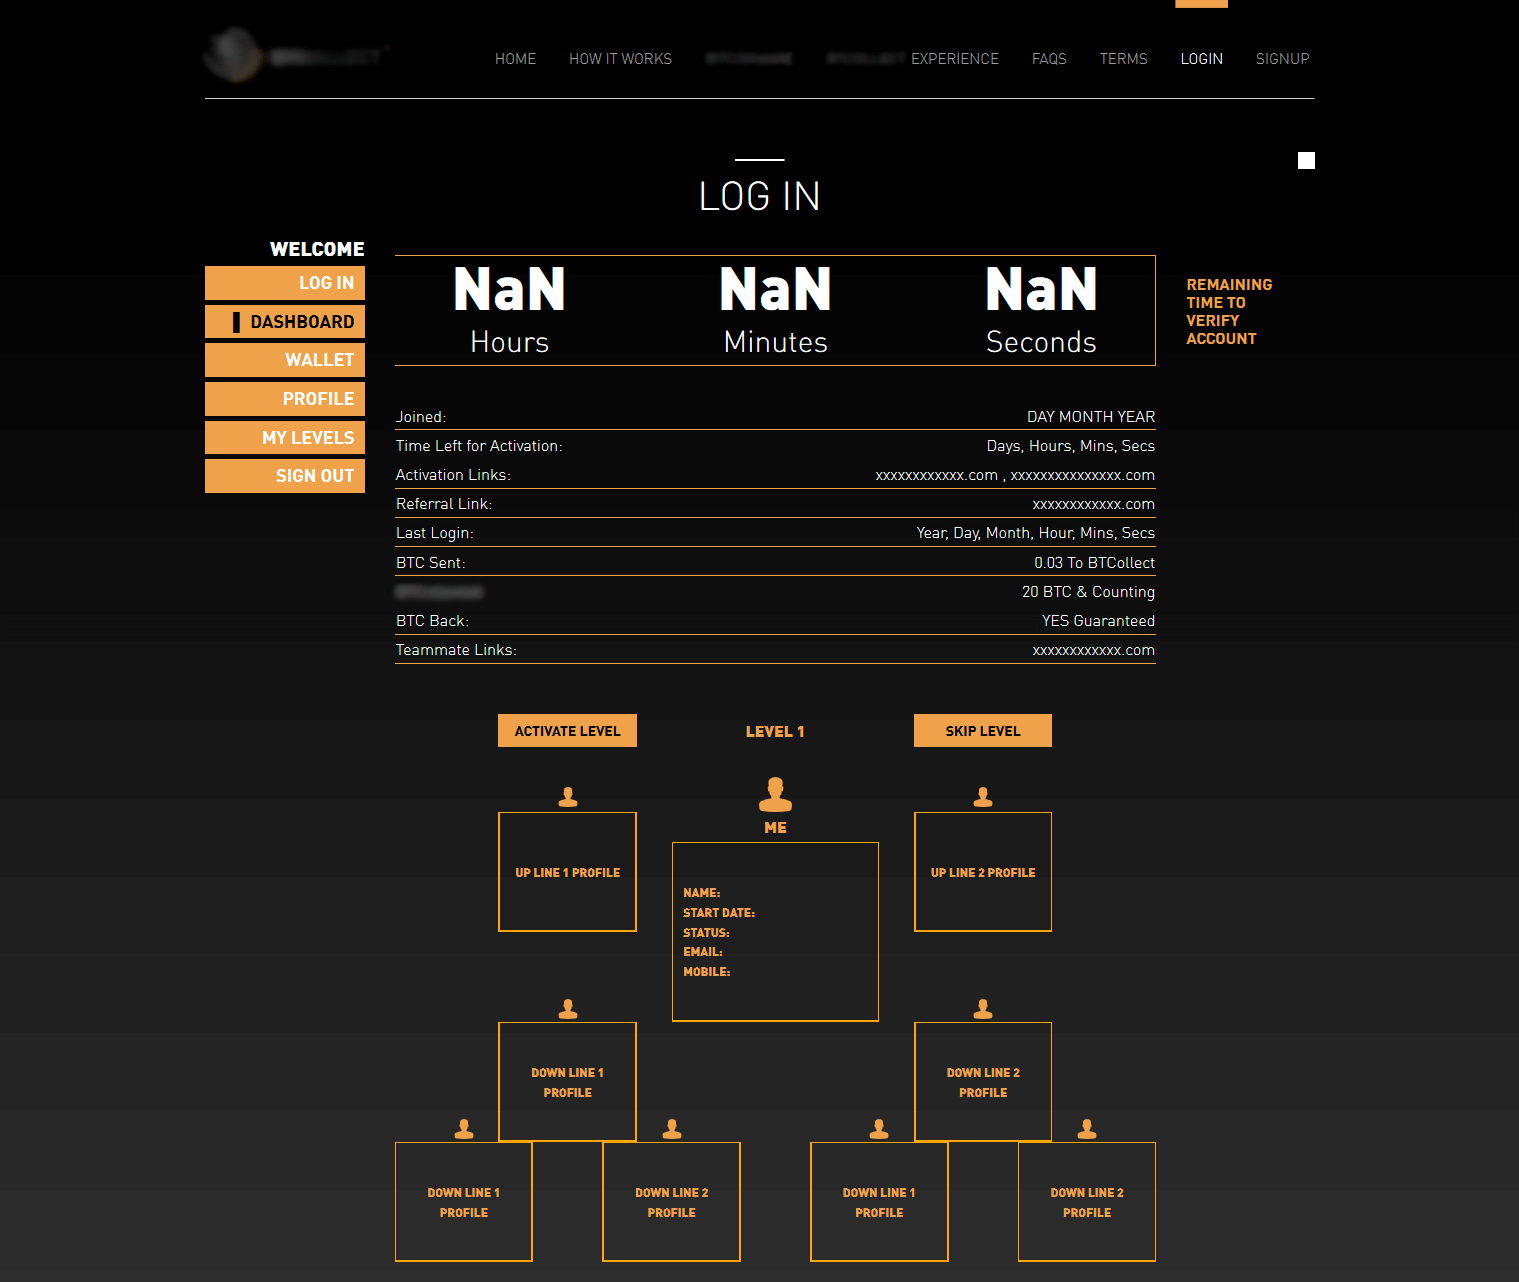 HOME HOW IT WORKS EXPERIENCE FAQS TERMS LOGIN SIGNUP
LOG IN
WELCOME
LOG IN
DASHBOARD
WALLET
PROFILE
MY LEVELS
SIGN OUT
NaN NaN NaN
Hours Minutes Seconds
REMAINING
TIME TO
VERIFY
ACCOUNT
Joined: DAY MONTH YEAR
Time Left for Activation: Days, Hours, Mins, Secs
Activation Links: xxxxxxxxxxxx.com , xxxxxxxxxxxxxxx.com
Referral Link: xxxxxxxxxxxx.com
Last Login: Year, Day, Month, Hour, Mins, Secs
BTC Sent: 0.03 To BTCollect
20 BTC & Counting
BTC Back: YES Guaranteed
Teammate Links: xxxxxxxxxxxx.com
ACTIVATE LEVEL LEVEL 1 SKIP LEVEL
ME
UP LINE 1 PROFILE
UP LINE 2 PROFILE
NAME:
START DATE:
STATUS:
EMAIL:
MOBILE:
DOWN LINE 1
PROFILE
DOWN LINE 2
PROFILE
DOWN LINE 1
PROFILE
DOWN LINE 2
PROFILE
DOWN LINE 1
PROFILE
DOWN LINE 2
PROFILE